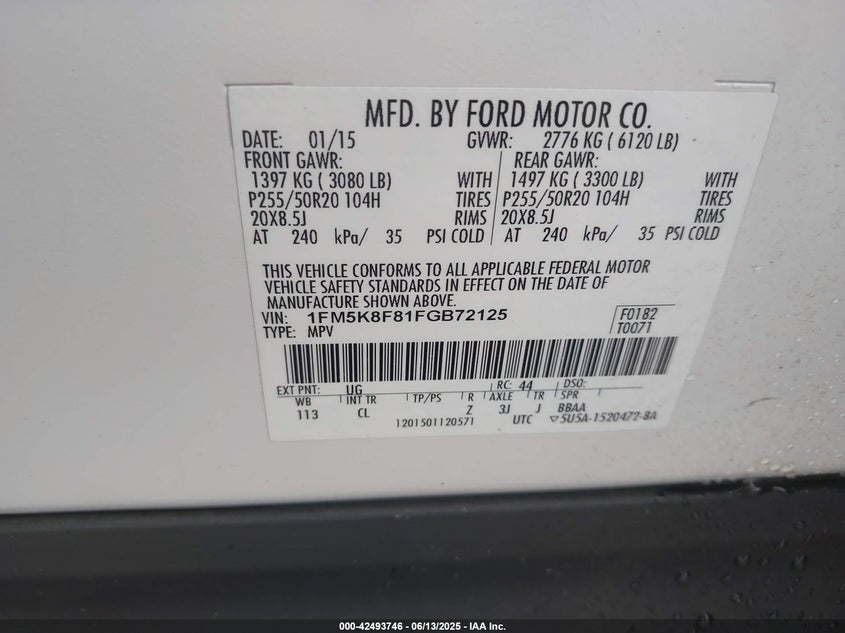 MFD. BY FORD MOTOR CO.
DATE: 01/15 GVWR: 2776 KG ( 6120 LB)
FRONT GAWR: REAR GAWR:
1397 KG ( 3080 LB) WITH 1497 KG ( 3300 LB) WITH
P255/50R20 104H TIRES P255/50R20 104H TIRES
20X8.5J RIMS 20X8.5J RIMS
AT 240 kPa/ 35 PSI COLD AT 240 kPa/ 35 PSI COLD
THIS VEHICLE CONFORMS TO ALL APPLICABLE FEDERAL MOTOR
VEHICLE SAFETY STANDARDS IN EFFECT ON THE DATE OF
MANUFACTURE SHOWN ABOVE.
VIN: 1FM5K8F81FGB72125 F0182
TYPE: MPV T0071
EXT PNT: UG RC: 44 DSO:
WB INT TR TP/PS R AXLE TR SPR
113 CL Z 3J J BBAA
1201501120571 UTC ▽5U5A-1520472-BA
000-42493746 - 06/13/2025 - IAA Inc.